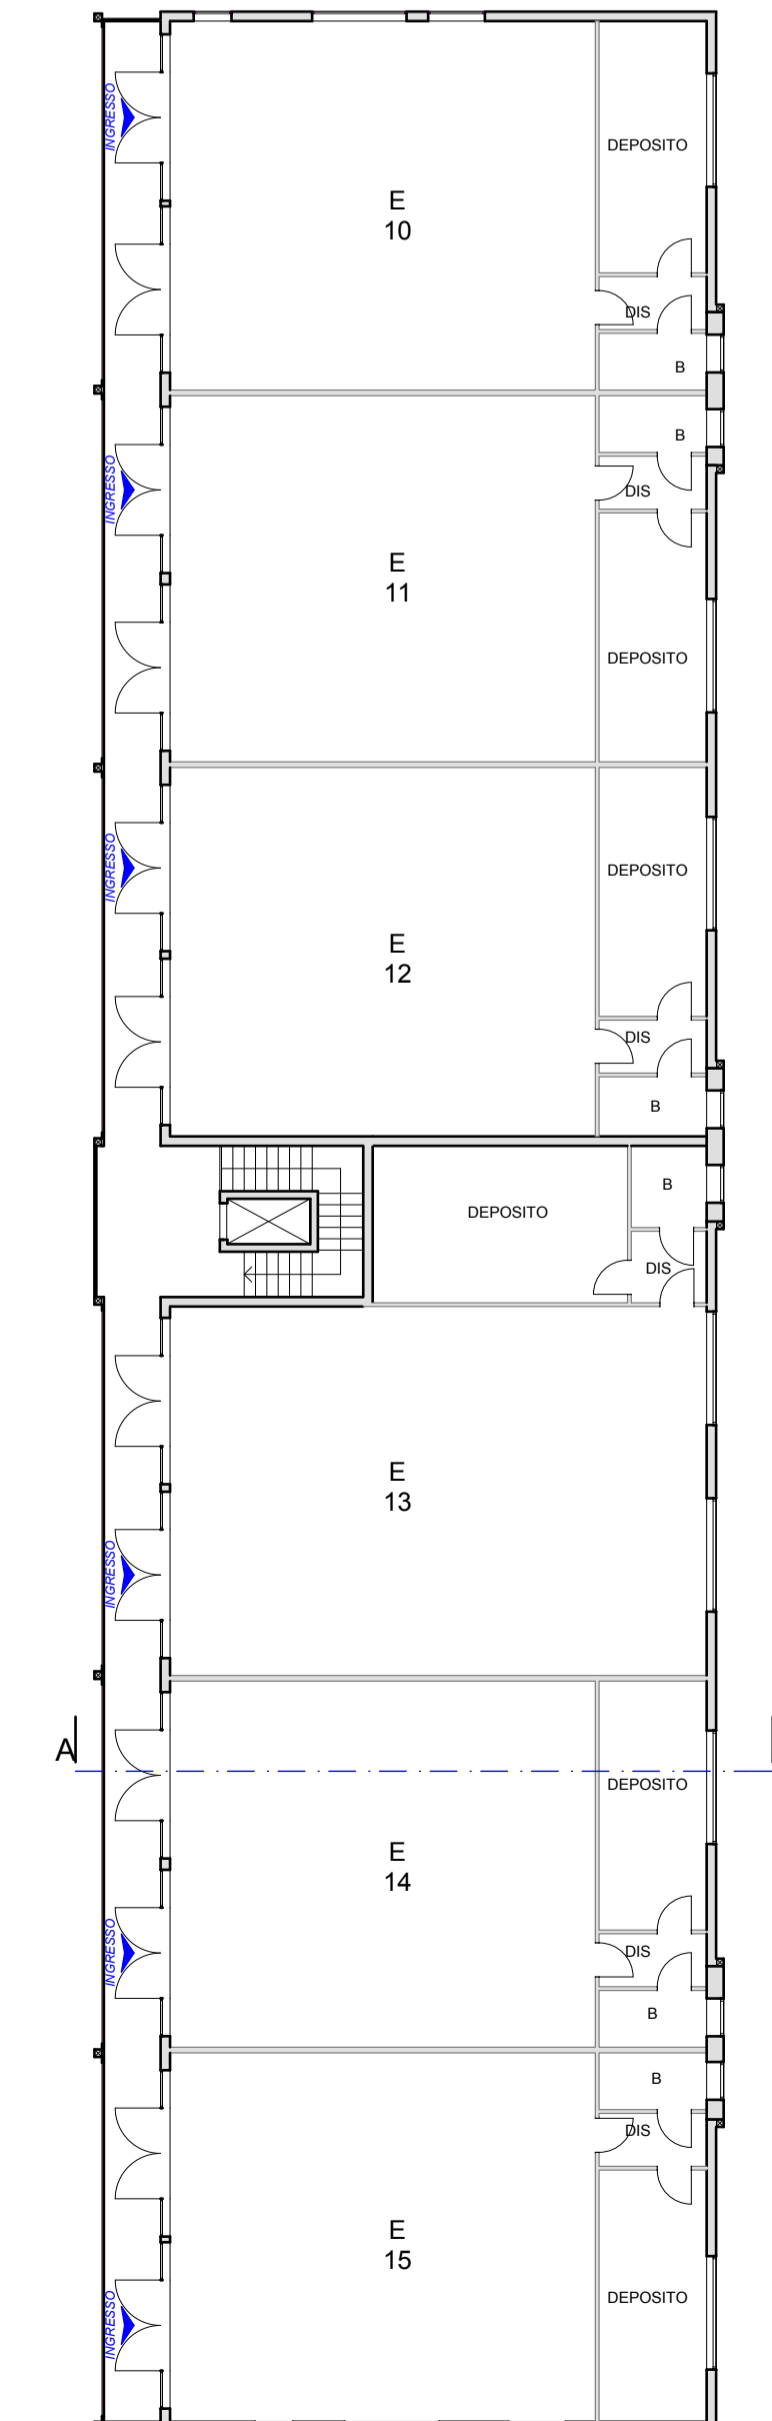 INGRESSO
DEPOSITO
E
10
DIS
B
B
INGRESSO
DIS
E
11
DEPOSITO
INGRESSO
DEPOSITO
E
12
DIS
B
B
DEPOSITO
DIS
E
13
INGRESSO
A
DEPOSITO
E
14
INGRESSO
DIS
B
B
DIS
E
15
DEPOSITO
INGRESSO